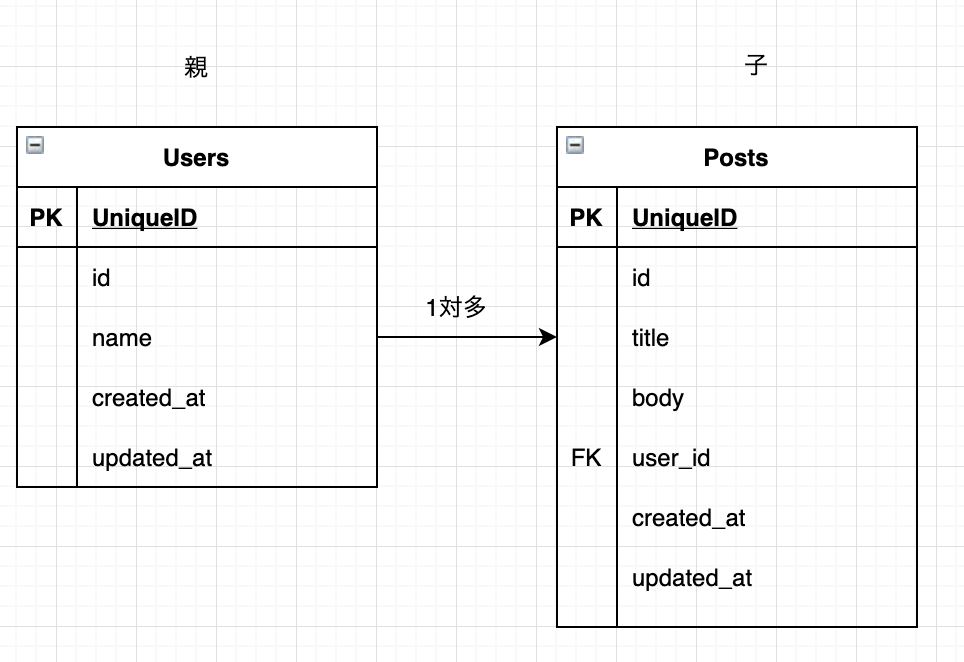 親
子
Users
PK UniqueID
id
name
created_at
updated_at
1対多
Posts
PK UniqueID
id
title
body
FK user_id
created_at
updated_at